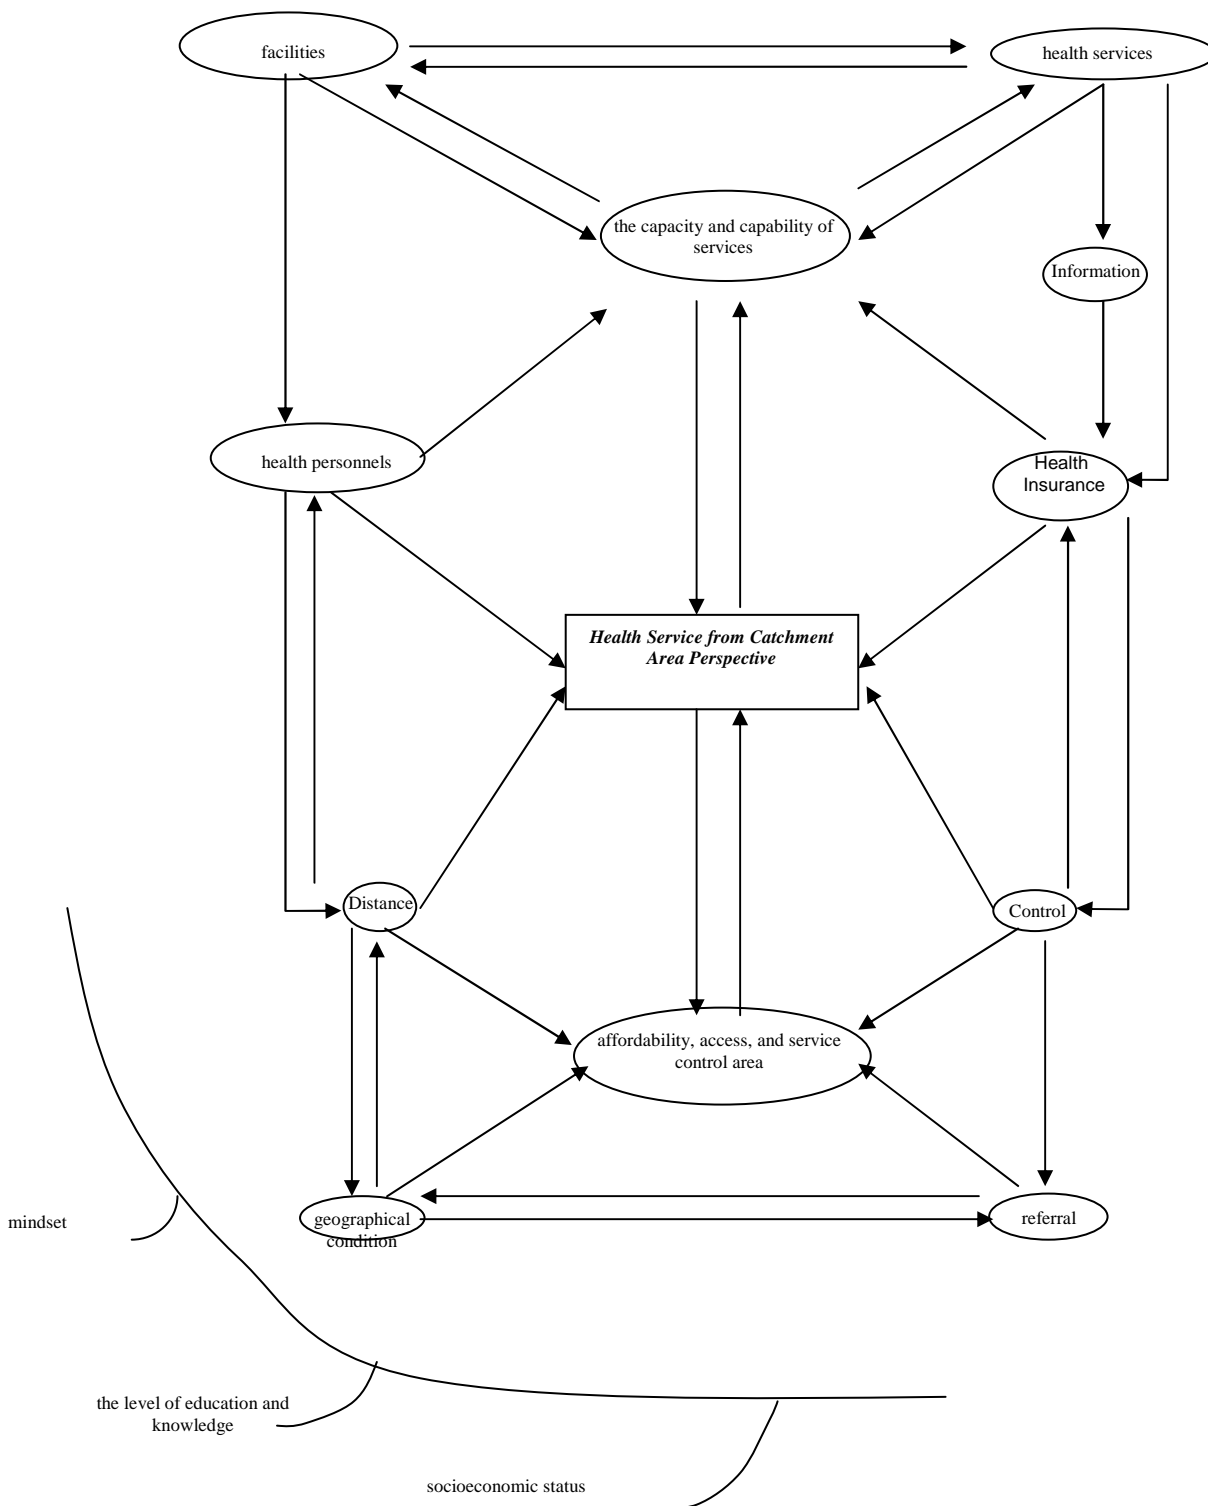 facilities
health services
the capacity and capability of
services
Information
health personnels
Health
Insurance
Health Service from Catchment
Area Perspective
Distance
Control
affordability, access, and service
control area
geographical
condition
referral
mindset
the level of education and
knowledge
socioeconomic status